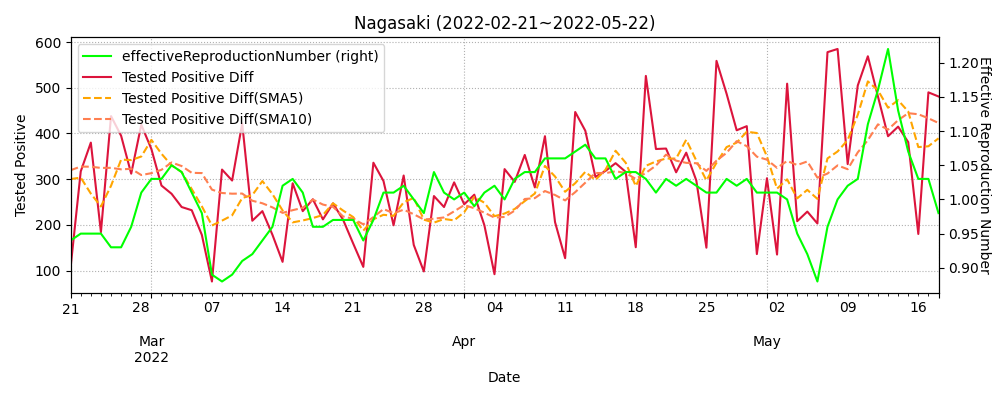 Nagasaki (2022-02-21~2022-05-22)
effectiveReproductionNumber (right)
Tested Positive Diff
Tested Positive Diff(SMA5)
Tested Positive Diff(SMA10)
Tested Positive
600
500
400
300
200
100
1.20
1.15
1.10
1.05
1.00
0.95
0.90
Effective Reproduction Number
21 28 07 14 21 28 04 11 18 25 02 09 16
Mar Apr May
2022
Date